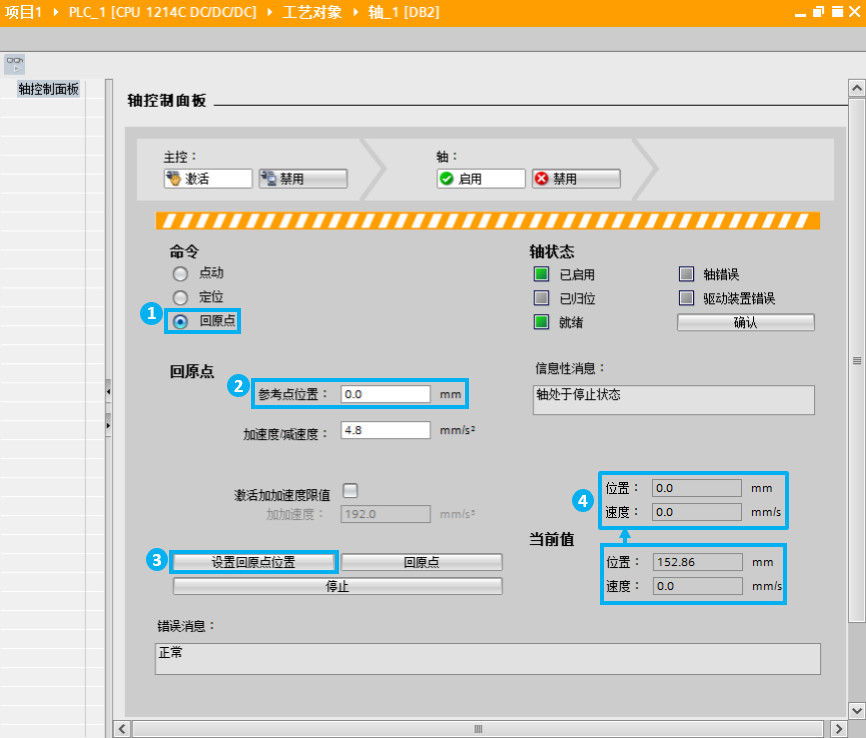 项目1 ▸ PLC_1 [CPU 1214C DC/DC/DC] ▸ 工艺对象 ▸ 轴_1 [DB2]
轴控制面板
轴控制面板
主控： 轴：
激活 禁用 启用 禁用
命令 轴状态
点动 已启用 轴错误
定位 已归位 驱动装置错误
1 回原点 就绪 确认
回原点 信息性消息：
2 参考点位置： 0.0 mm 轴处于停止状态
加速度/减速度： 4.8 mm/s²
激活加加速度限值 4 位置： 0.0 mm
加加速度： 192.0 mm/s³ 速度： 0.0 mm/s
当前值
3 设置回原点位置 回原点 位置： 152.86 mm
停止 速度： 0.0 mm/s
错误消息：
正常